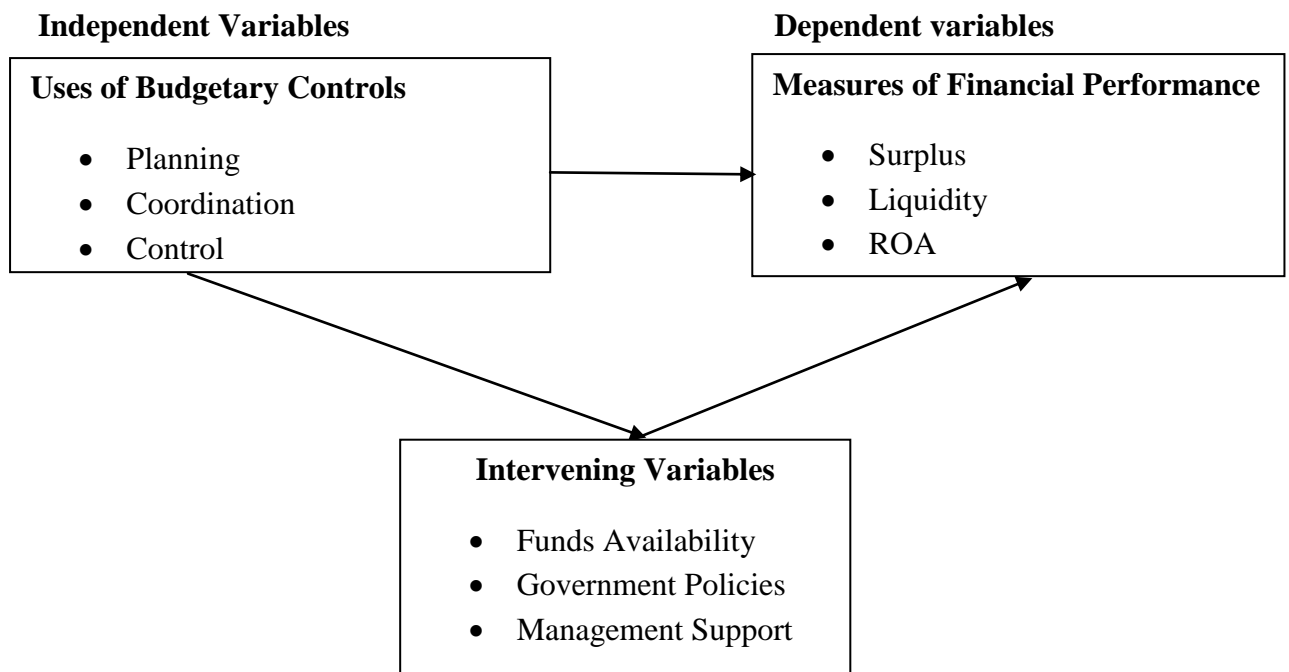 Independent Variables
Uses of Budgetary Controls
• Planning
• Coordination
• Control
Dependent variables
Measures of Financial Performance
• Surplus
• Liquidity
• ROA
Intervening Variables
• Funds Availability
• Government Policies
• Management Support